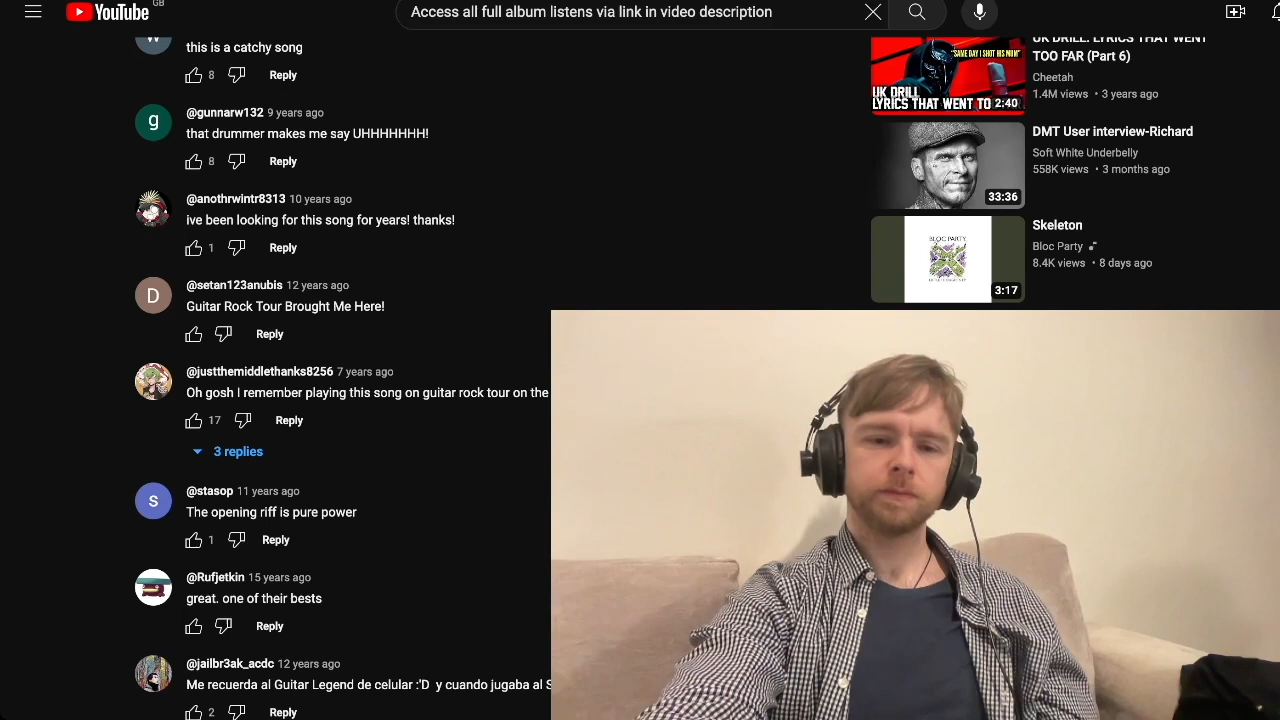 YouTube
GB
Access all full album listens via link in video description
this is a catchy song
8
Reply
@gunnarw132 9 years ago
that drummer makes me say UHHHHHHH!
8
Reply
@anothrwintr8313 10 years ago
ive been looking for this song for years! thanks!
1
Reply
D
@setan123anubis 12 years ago
Guitar Rock Tour Brought Me Here!
Reply
@justthemiddlethanks8256 7 years ago
Oh gosh I remember playing this song on guitar rock tour on the
17
Reply
3 replies
s
@stasop 11 years ago
The opening riff is pure power
1
Reply
@Rufjetkin 15 years ago
great. one of their bests
Reply
@jailbr3ak_acdc 12 years ago
Me recuerda al Guitar Legend de celular :'D y cuando jugaba al S
2
Reply
g
UK DRILL: LYRICS THAT WENT
TOO FAR (Part 6)
Cheetah
1.4M views • 3 years ago
"SAME DAY I SHOT HIS MUM"
UK DRILL
LYRICS THAT WENT TO
2:40
DMT User interview-Richard
Soft White Underbelly
558K views • 3 months ago
33:36
Skeleton
Bloc Party
8.4K views • 8 days ago
BLOC PARTY.
3:17